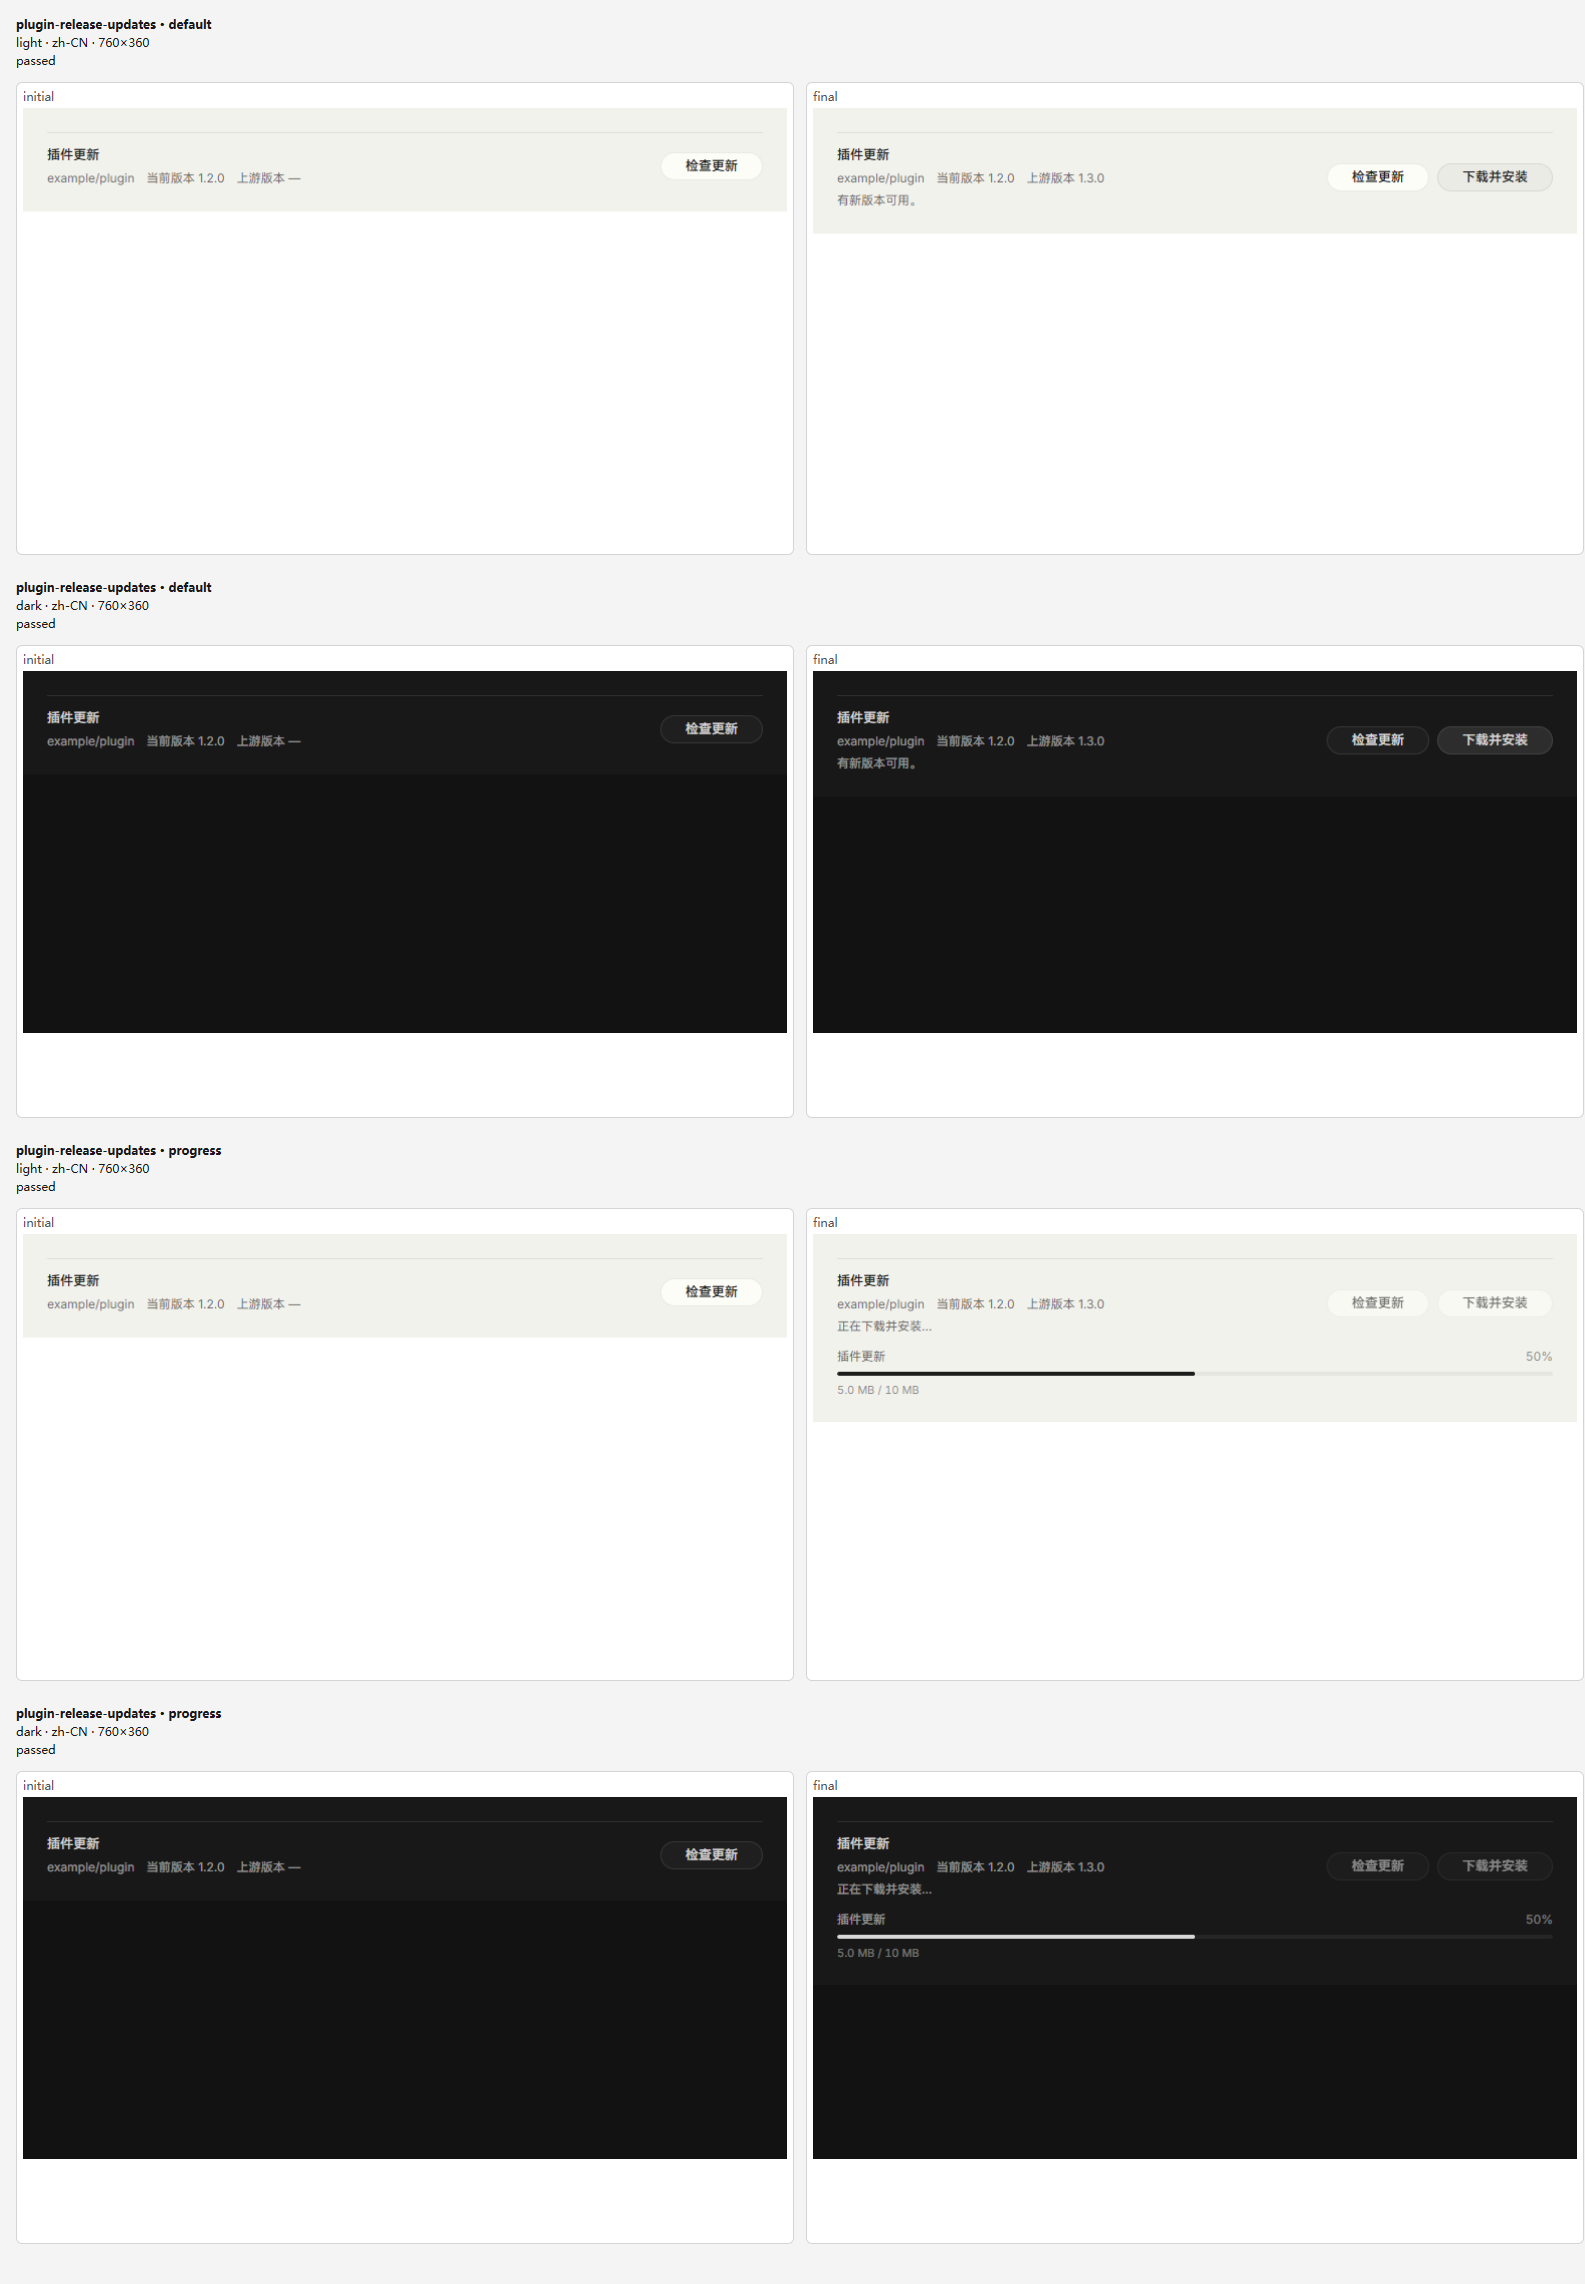 plugin-release-updates • default
light · zh-CN · 760×360
passed
initial
插件更新
example/plugin 当前版本 1.2.0 上游版本 —
检查更新
final
插件更新
example/plugin 当前版本 1.2.0 上游版本 1.3.0
有新版本可用。
检查更新 下载并安装
plugin-release-updates • default
dark · zh-CN · 760×360
passed
initial
插件更新
example/plugin 当前版本 1.2.0 上游版本 —
检查更新
final
插件更新
example/plugin 当前版本 1.2.0 上游版本 1.3.0
有新版本可用。
检查更新 下载并安装
plugin-release-updates • progress
light · zh-CN · 760×360
passed
initial
插件更新
example/plugin 当前版本 1.2.0 上游版本 —
检查更新
final
插件更新
example/plugin 当前版本 1.2.0 上游版本 1.3.0
正在下载并安装...
检查更新 下载并安装
插件更新 50%
5.0 MB / 10 MB
plugin-release-updates • progress
dark · zh-CN · 760×360
passed
initial
插件更新
example/plugin 当前版本 1.2.0 上游版本 —
检查更新
final
插件更新
example/plugin 当前版本 1.2.0 上游版本 1.3.0
正在下载并安装...
检查更新 下载并安装
插件更新 50%
5.0 MB / 10 MB